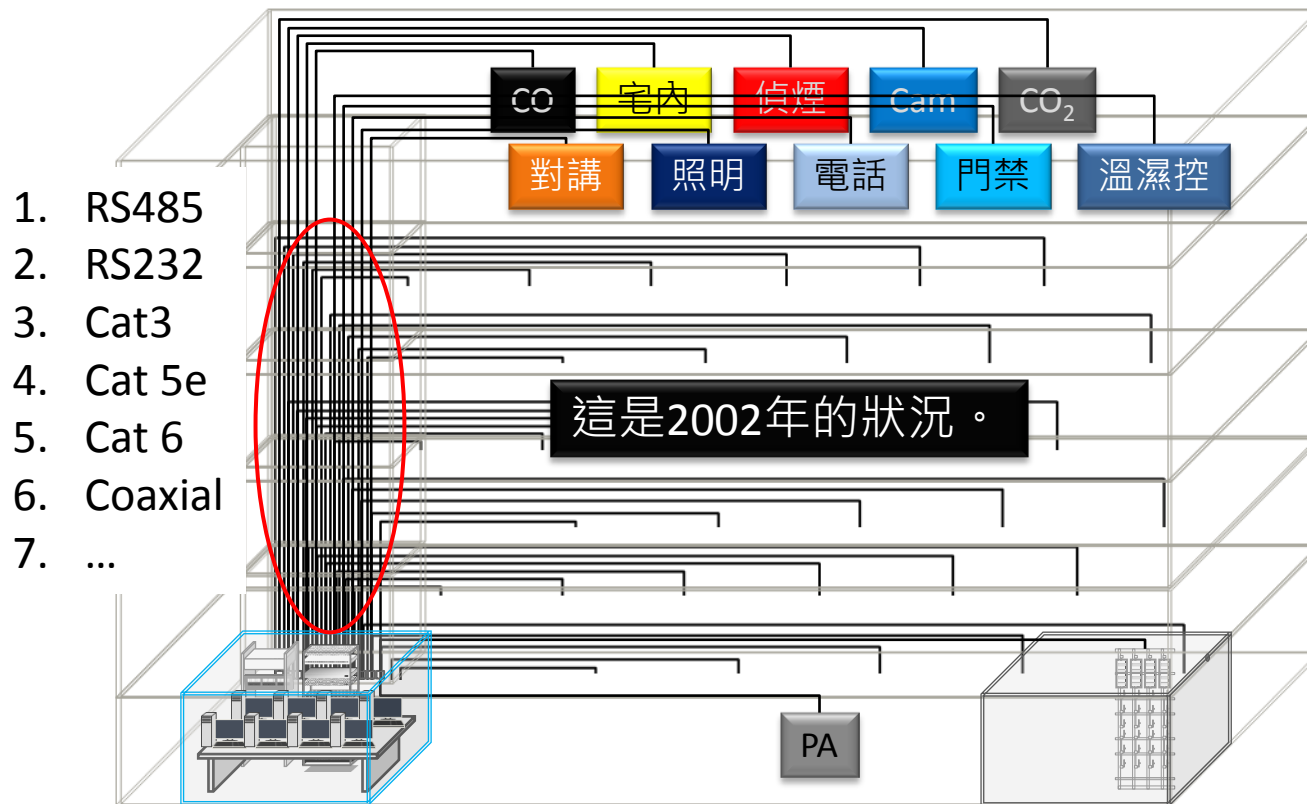 CO 宅內 偵煙 Cam CO₂
對講 照明 電話 門禁 溫濕控
1. RS485
2. RS232
3. Cat3
4. Cat 5e
5. Cat 6
6. Coaxial
7. …
這是2002年的狀況。
PA